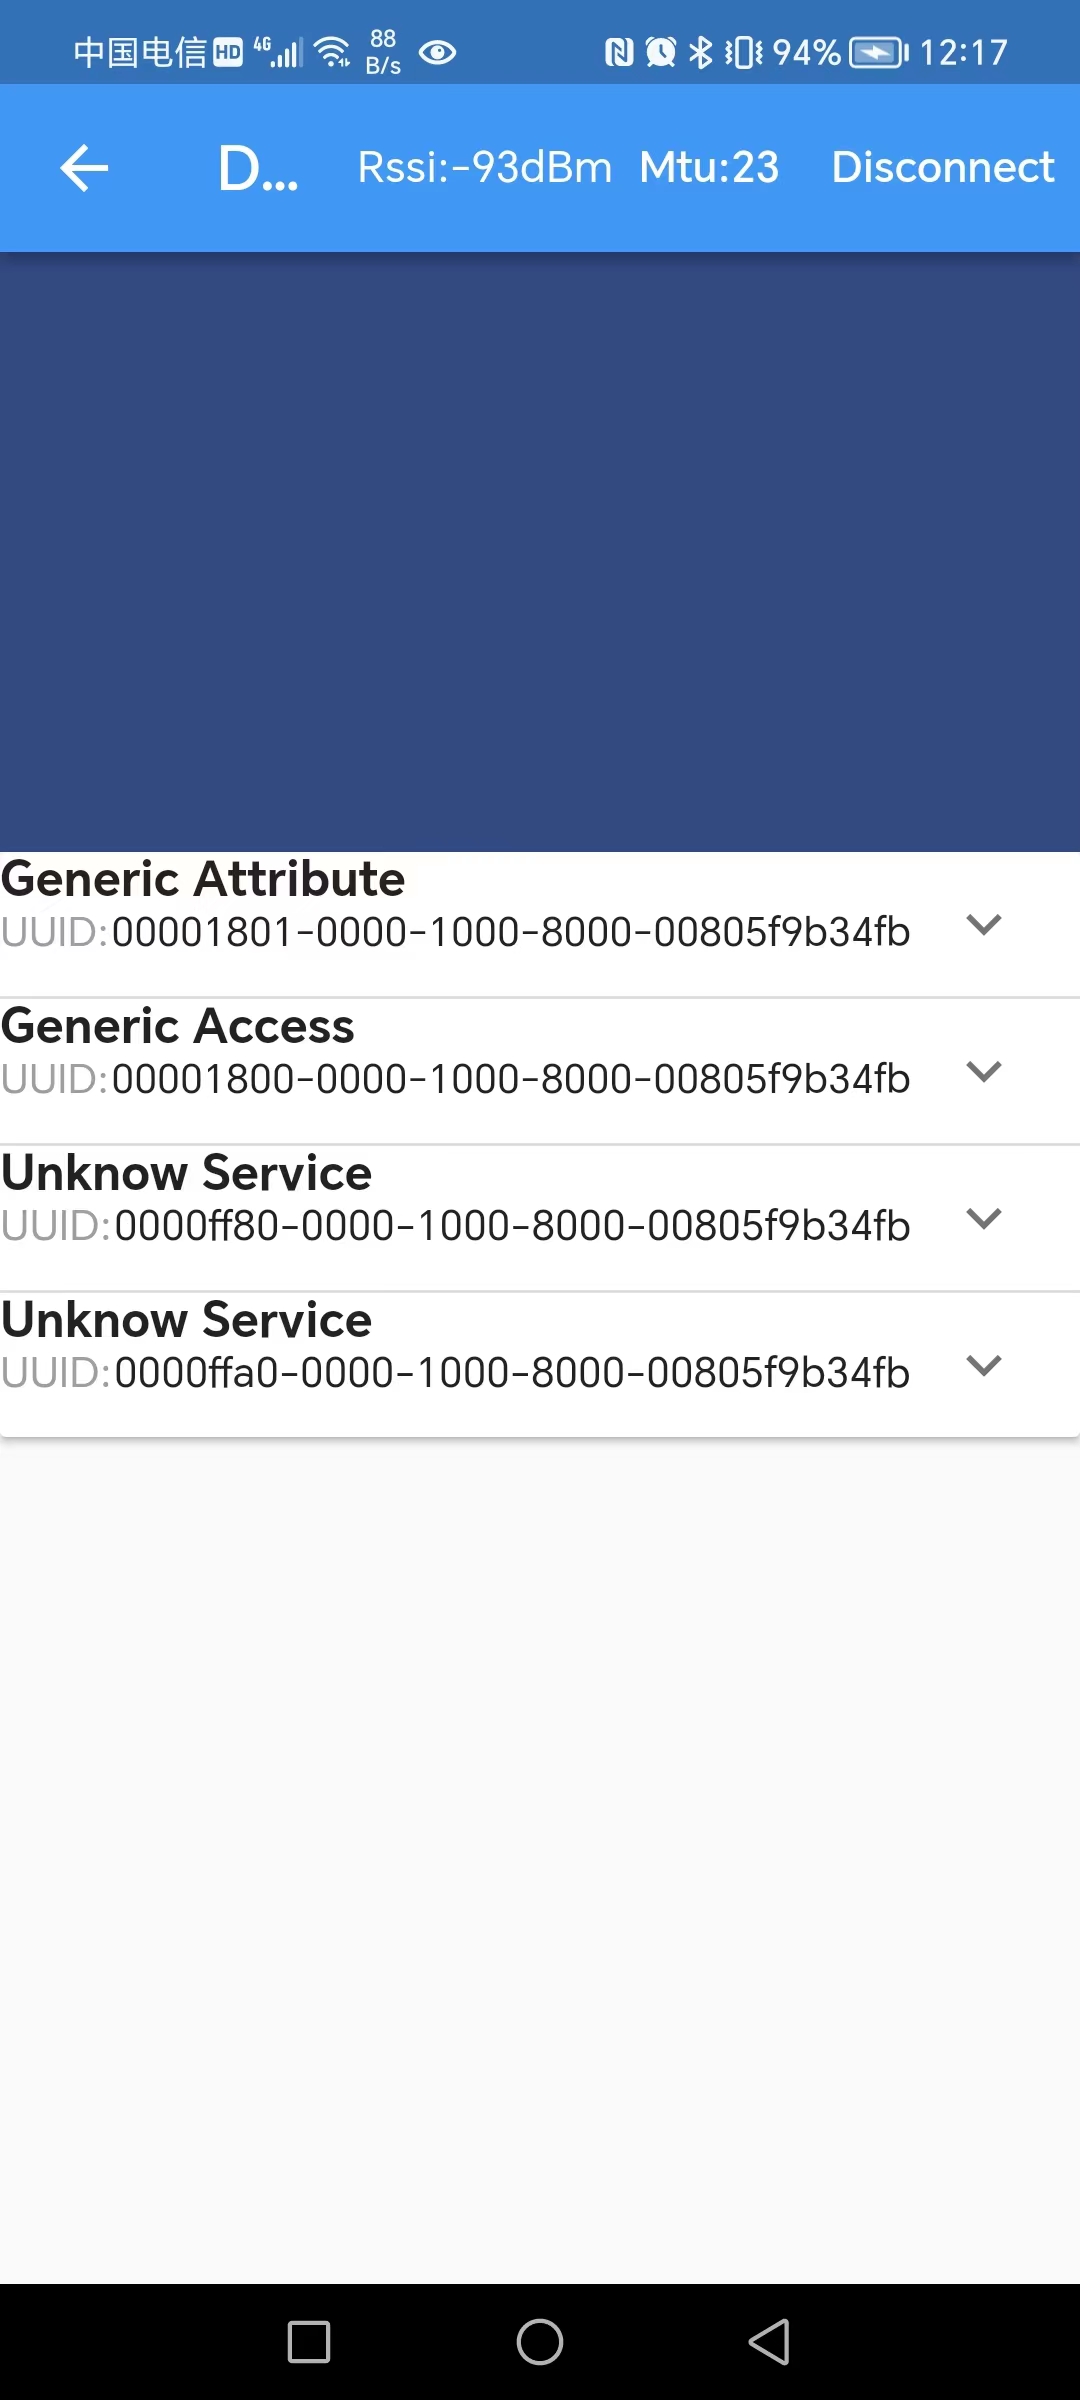 中国电信 HD 4G 88 B/s 94% 12:17
D... Rssi:-93dBm Mtu:23 Disconnect
Generic Attribute
UUID:00001801-0000-1000-8000-00805f9b34fb
Generic Access
UUID:00001800-0000-1000-8000-00805f9b34fb
Unknow Service
UUID:0000ff80-0000-1000-8000-00805f9b34fb
Unknow Service
UUID:0000ffa0-0000-1000-8000-00805f9b34fb